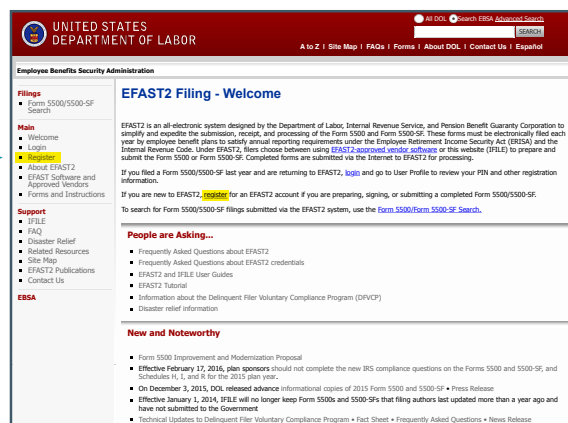 UNITED STATES
DEPARTMENT OF LABOR
All DOL Search EBSA Advanced Search
SEARCH
A to Z | Site Map | FAQs | Forms | About DOL | Contact Us | Español
Employee Benefits Security Administration
Filings
Form 5500/5500-SF
Search
Main
Welcome
Login
Register
About EFAST2
EFAST Software and
Approved Vendors
Forms and Instructions
Support
IFILE
FAQ
Disaster Relief
Related Resources
Site Map
EFAST2 Publications
Contact Us
EBSA
EFAST2 Filing - Welcome
EFAST2 is an all-electronic system designed by the Department of Labor, Internal Revenue Service, and Pension Benefit Guaranty Corporation to
simplify and expedite the submission, receipt, and processing of the Form 5500 and Form 5500-SF. These forms must be electronically filed each
year by employee benefit plans to satisfy annual reporting requirements under the Employee Retirement Income Security Act (ERISA) and the
Internal Revenue Code. Under EFAST2, filers choose between using EFAST2-approved vendor software or this website (IFILE) to prepare and
submit the Form 5500 or Form 5500-SF. Completed forms are submitted via the Internet to EFAST2 for processing.
If you filed a Form 5500/5500-SF last year and are returning to EFAST2, login and go to User Profile to review your PIN and other registration
information.
If you are new to EFAST2, register for an EFAST2 account if you are preparing, signing, or submitting a completed Form 5500/5500-SF.
To search for Form 5500/5500-SF filings submitted via the EFAST2 system, use the Form 5500/Form 5500-SF Search.
People are Asking...
Frequently Asked Questions about EFAST2
Frequently Asked Questions about EFAST2 credentials
EFAST2 and IFILE User Guides
EFAST2 Tutorial
Information about the Delinquent Filer Voluntary Compliance Program (DFVCP)
Disaster relief information
New and Noteworthy
Form 5500 Improvement and Modernization Proposal
Effective February 17, 2016, plan sponsors should not complete the new IRS compliance questions on the Forms 5500 and 5500-SF, and
Schedules H, I, and R for the 2015 plan year.
On December 3, 2015, DOL released advance informational copies of 2015 Form 5500 and 5500-SF • Press Release
Effective January 1, 2014, IFILE will no longer keep Form 5500s and 5500-SFs that filing authors last updated more than a year ago and
have not submitted to the Government
Technical Updates to Delinquent Filer Voluntary Compliance Program • Fact Sheet • Frequently Asked Questions • News Release